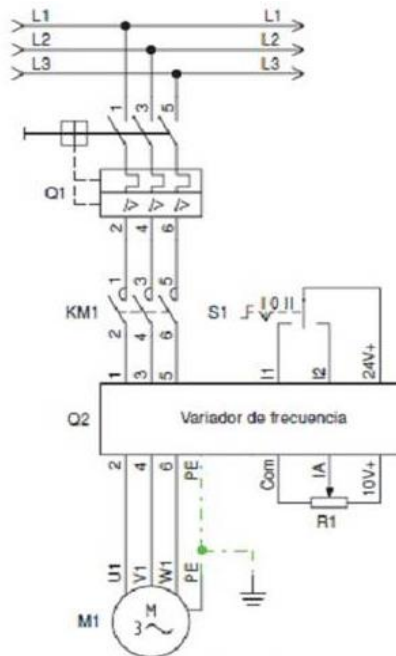 L1 L1
L2 L2
L3 L3
1 3 5
Q1
2 4 6
1 3 5
KM1
2 4 6
S1 I 0 II
1 3 5
I1 I2 24V+
Q2 Variador de frecuencia
2 4 6 PE
Com IA 10V+
R1
U1 V1 W1 PE
M1
M
3